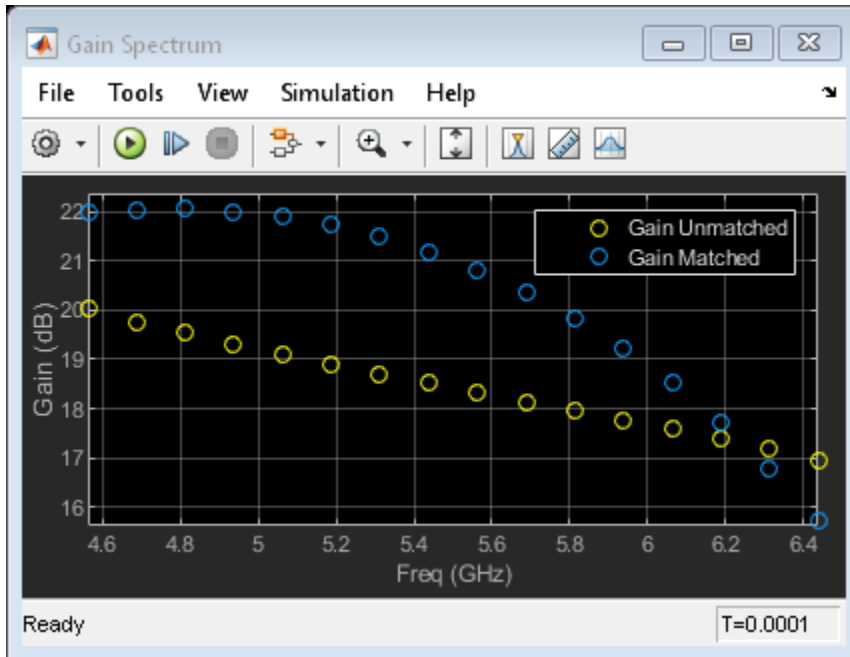 Gain Spectrum
File Tools View Simulation Help
22
21
20
19
18
17
16
Gain (dB)
Gain Unmatched
Gain Matched
4.6 4.8 5 5.2 5.4 5.6 5.8 6 6.2 6.4
Freq (GHz)
Ready T=0.0001